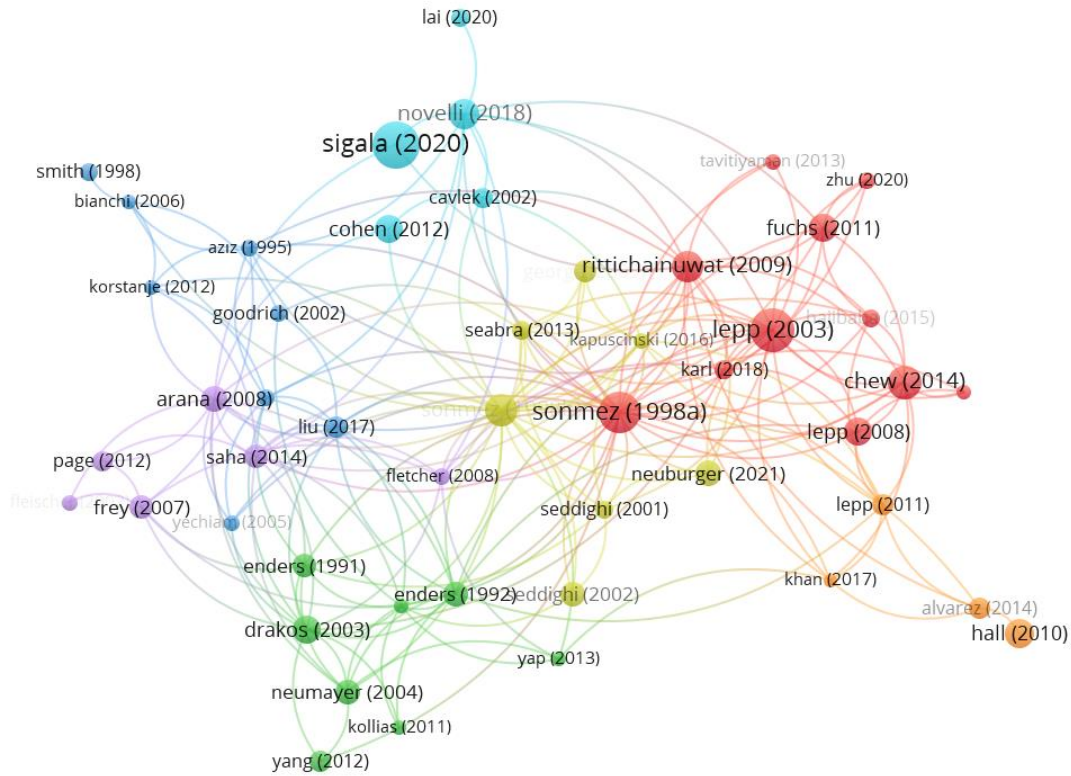 lai (2020)
novelli (2018)
sigala (2020)
tavitiyaman (2013)
smith (1998)
zhu (2020)
bianchi (2006)
cavlek (2002)
cohen (2012)
fuchs (2011)
aziz (1995)
rittichainuwat (2009)
korstanje (2012)
goodrich (2002)
(2015)
seabra (2013)
lepp (2003)
kapuscinski (2016)
karl (2018)
chew (2014)
arana (2008)
sonmez (1998a)
liu (2017)
lepp (2008)
saha (2014)
page (2012)
fletcher (2008)
neuburger (2021)
frey (2007)
lepp (2011)
seddighi (2001)
yechiam (2005)
enders (1991)
khan (2017)
enders (1992)
seddighi (2002)
alvarez (2014)
drakos (2003)
hall (2010)
yap (2013)
neumayer (2004)
kollias (2011)
yang (2012)